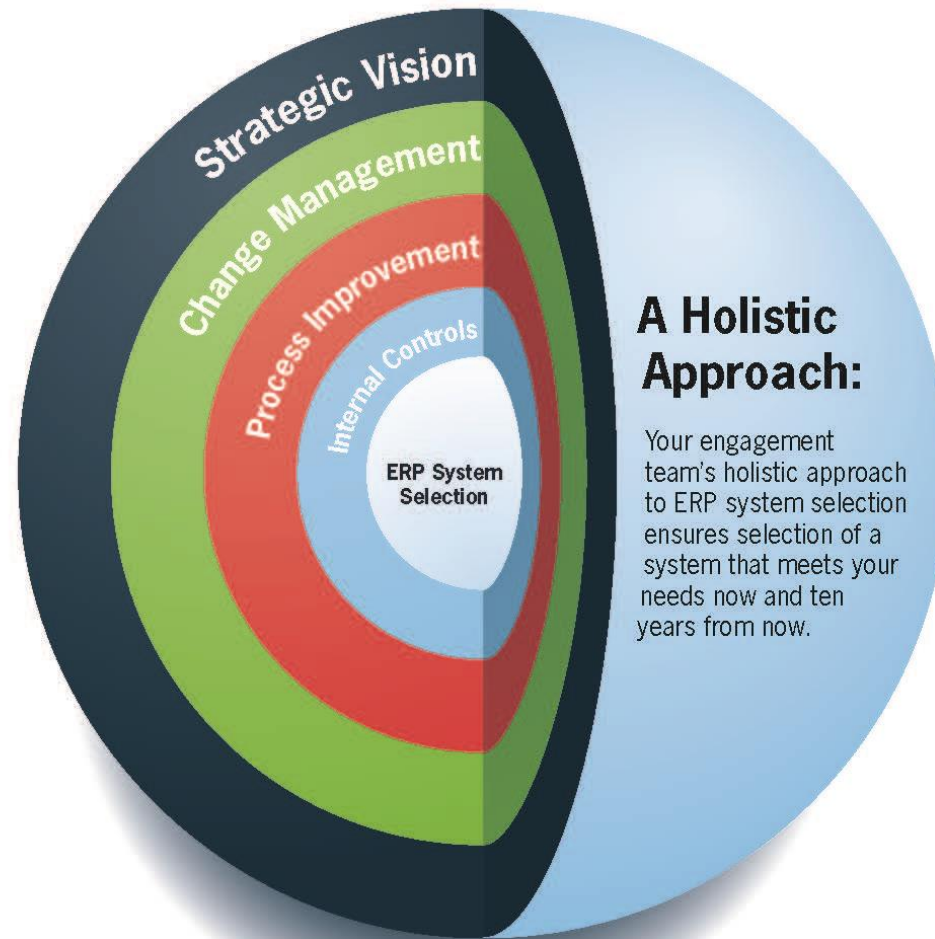 Strategic Vision
Change Management
Process Improvement
Internal Controls
ERP System
Selection
A Holistic
Approach:
Your engagement
team's holistic approach
to ERP system selection
ensures selection of a
system that meets your
needs now and ten
years from now.